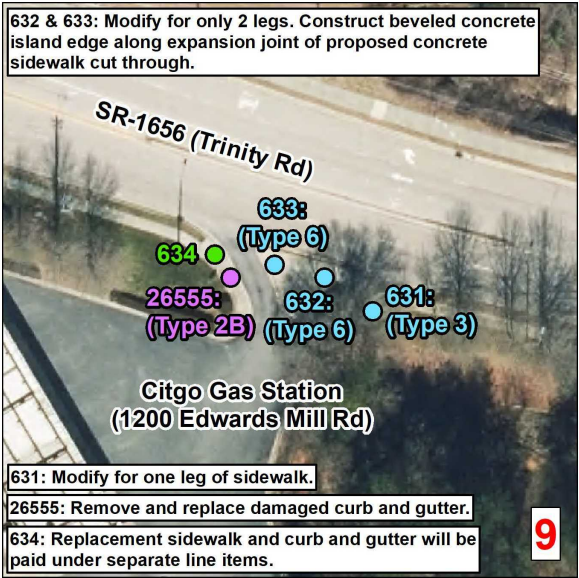 632 & 633: Modify for only 2 legs. Construct beveled concrete
island edge along expansion joint of proposed concrete
sidewalk cut through.
SR-1656 (Trinity Rd)
633:
(Type 6)
634
26555:
(Type 2B)
632:
(Type 6)
631:
(Type 3)
Citgo Gas Station
(1200 Edwards Mill Rd)
631: Modify for one leg of sidewalk.
26555: Remove and replace damaged curb and gutter.
634: Replacement sidewalk and curb and gutter will be
paid under separate line items.
9